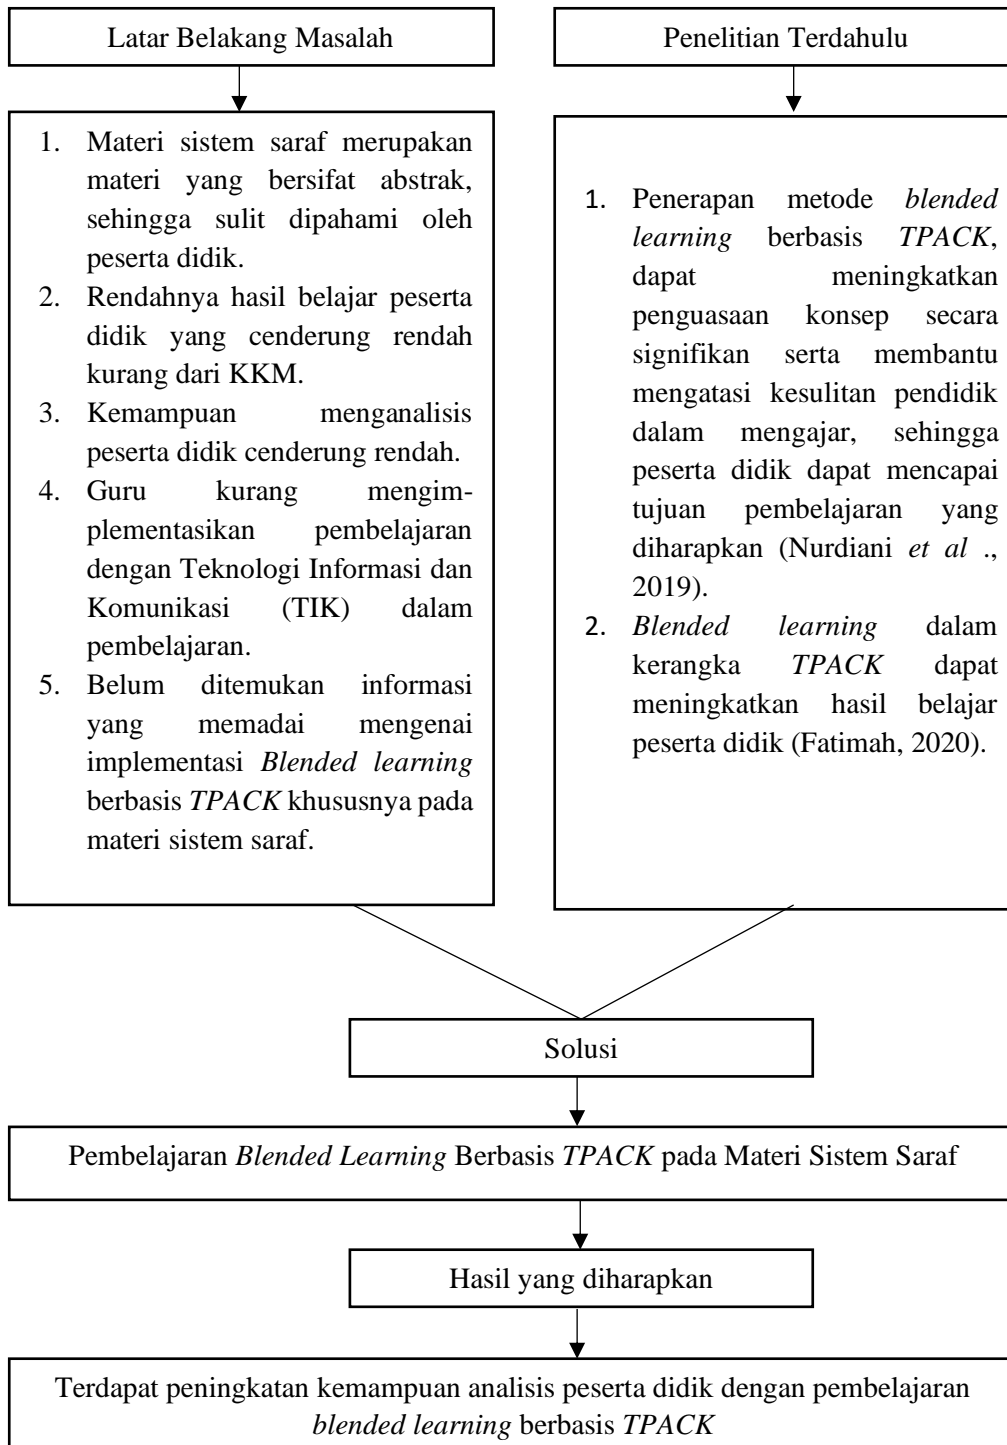 Latar Belakang Masalah
1. Materi sistem saraf merupakan
materi yang bersifat abstrak,
sehingga sulit dipahami oleh
peserta didik.
2. Rendahnya hasil belajar peserta
didik yang cenderung rendah
kurang dari KKM.
3. Kemampuan menganalisis
peserta didik cenderung rendah.
4. Guru kurang mengim-
plementasikan pembelajaran
dengan Teknologi Informasi dan
Komunikasi (TIK) dalam
pembelajaran.
5. Belum ditemukan informasi
yang memadai mengenai
implementasi Blended learning
berbasis TPACK khususnya pada
materi sistem saraf.
Penelitian Terdahulu
1. Penerapan metode blended
learning berbasis TPACK,
dapat meningkatkan
penguasaan konsep secara
signifikan serta membantu
mengatasi kesulitan pendidik
dalam mengajar, sehingga
peserta didik dapat mencapai
tujuan pembelajaran yang
diharapkan (Nurdiani et al .,
2019).
2. Blended learning dalam
kerangka TPACK dapat
meningkatkan hasil belajar
peserta didik (Fatimah, 2020).
Solusi
Pembelajaran Blended Learning Berbasis TPACK pada Materi Sistem Saraf
Hasil yang diharapkan
Terdapat peningkatan kemampuan analisis peserta didik dengan pembelajaran
blended learning berbasis TPACK